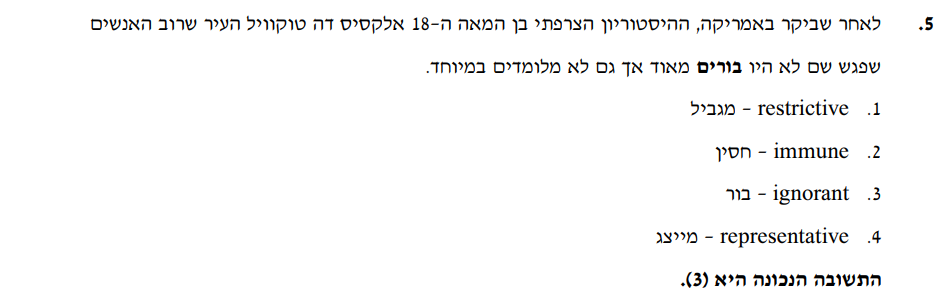 5. לאחר שביקר באמריקה, ההיסטוריון הצרפתי בן המאה ה-18 אלקסיס דה טוקוויל העיר שרוב האנשים
שפגש שם לא היו בורים מאוד אך גם לא מלומדים במיוחד.
1. restrictive – מגביל
2. immune – חסין
3. ignorant – בור
4. representative – מייצג
התשובה הנכונה היא (3).